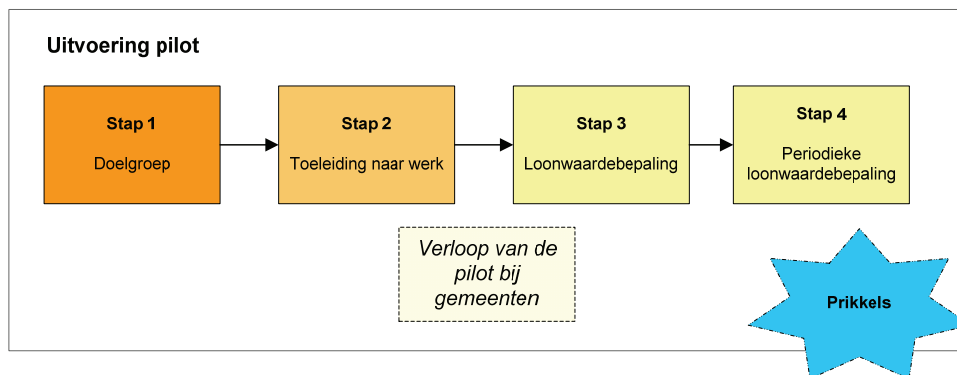 Uitvoering pilot
Stap 1
Doelgroep
Stap 2
Toeleiding naar werk
Stap 3
Loonwaardebepaling
Stap 4
Periodieke
loonwaardebepaling
Verloop van de
pilot bij
gemeenten
Prikkels